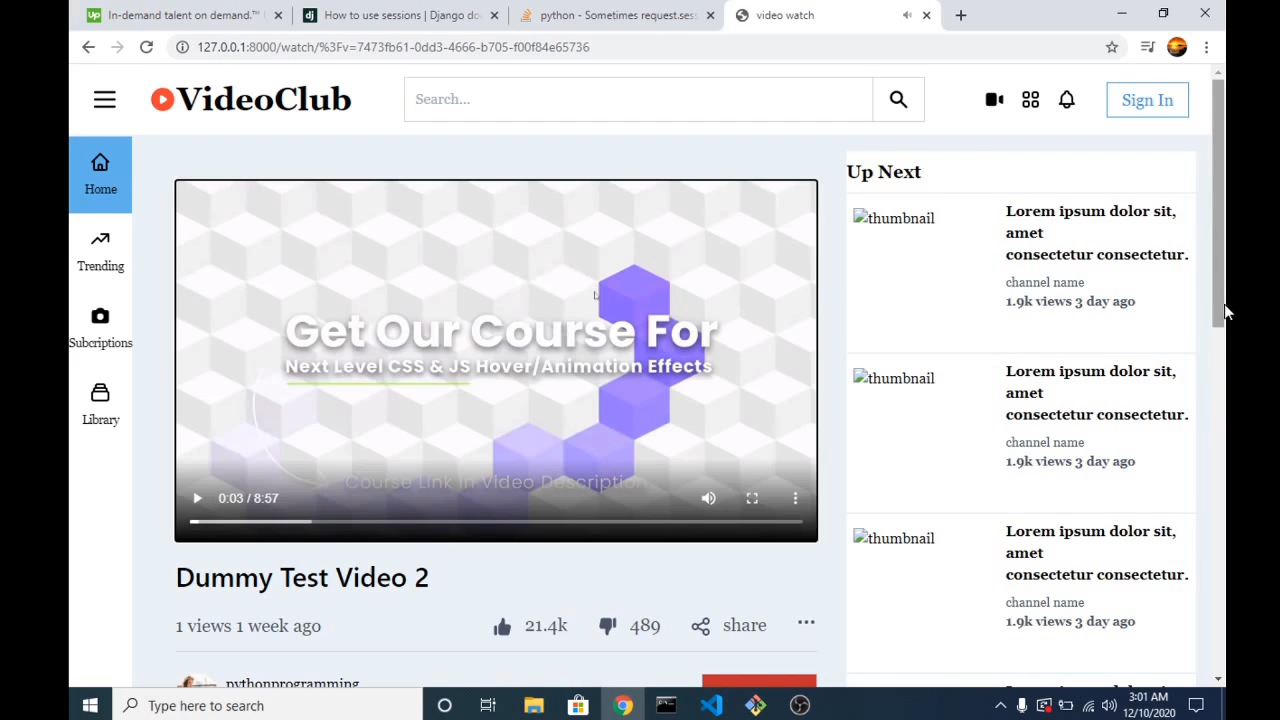 In-demand talent on demand.™
How to use sessions | Django do
python - Sometimes request.ses
video watch
127.0.0.1:8000/watch/%3Fv=7473fb61-0dd3-4666-b705-f00f84e65736
VideoClub
Search...
Sign In
Home
Trending
Subcriptions
Library
Get Our Course For
Next Level CSS & JS Hover/Animation Effects
Course Link In Video Description
0:03 / 8:57
Dummy Test Video 2
1 views 1 week ago
21.4k
489
share
pythonprogramming
Up Next
thumbnail
Lorem ipsum dolor sit,
amet
consectetur consectetur.
channel name
1.9k views 3 day ago
thumbnail
Lorem ipsum dolor sit,
amet
consectetur consectetur.
channel name
1.9k views 3 day ago
thumbnail
Lorem ipsum dolor sit,
amet
consectetur consectetur.
channel name
1.9k views 3 day ago
Type here to search
3:01 AM
12/10/2020